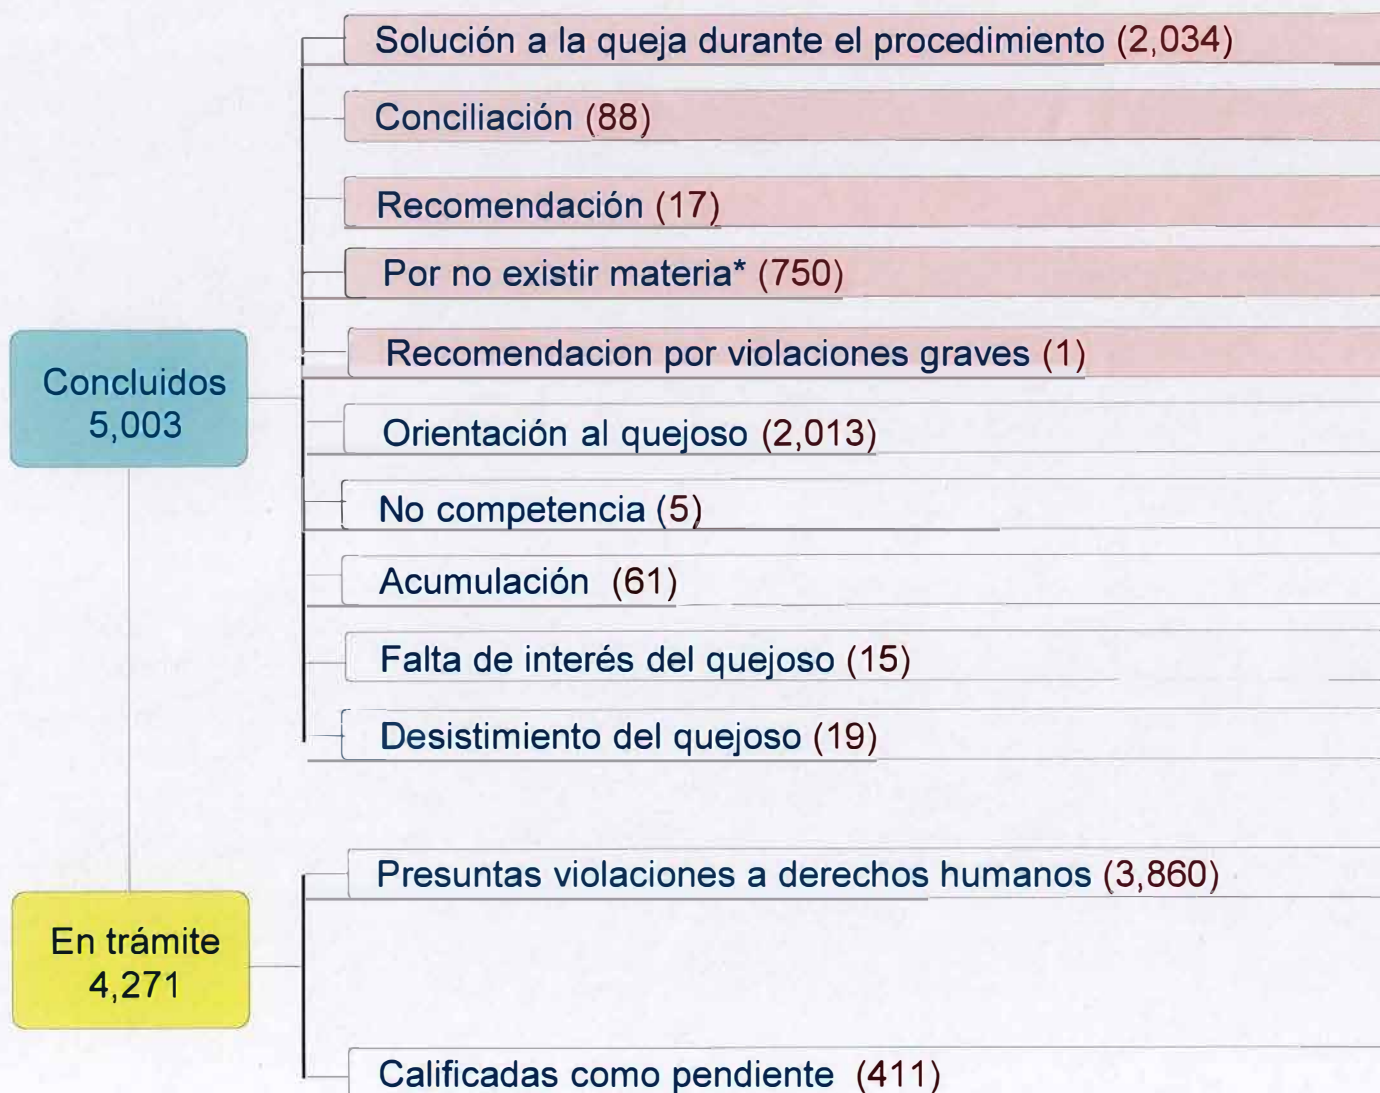 Solución a la queja durante el procedimiento (2,034)
Conciliación (88)
Recomendación (17)
Por no existir materia* (750)
Recomendacion por violaciones graves (1)
Concluidos
5,003
Orientación al quejoso (2,013)
No competencia (5)
Acumulación (61)
Falta de interés del quejoso (15)
Desistimiento del quejoso (19)
Presuntas violaciones a derechos humanos (3,860)
En trámite
4,271
Calificadas como pendiente (411)